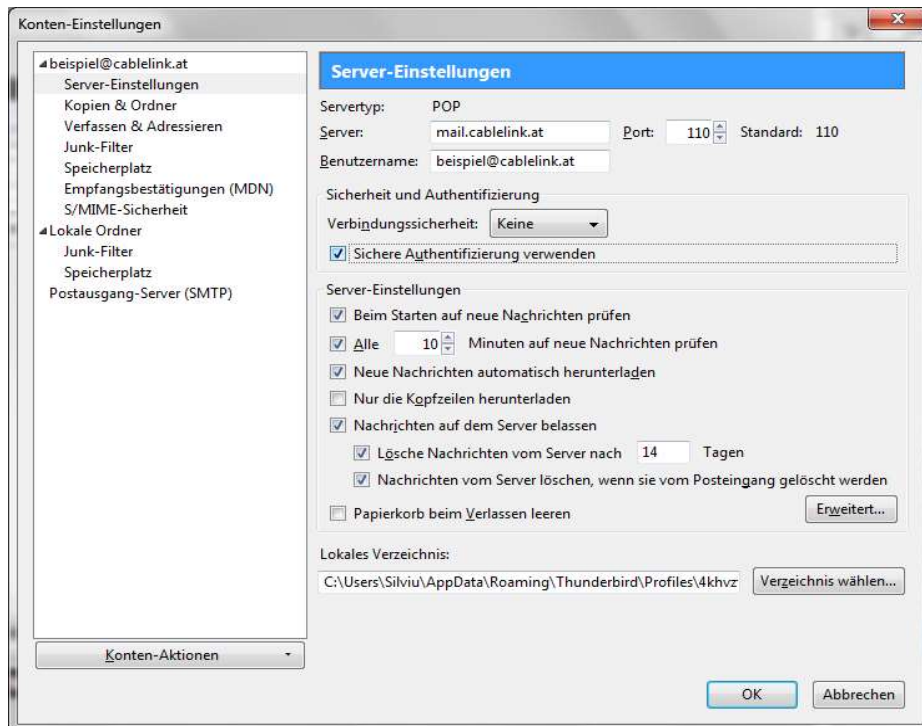 Konten-Einstellungen
beispiel@cablelink.at
Server-Einstellungen
Kopien & Ordner
Verfassen & Adressieren
Junk-Filter
Speicherplatz
Empfangsbestätigungen (MDN)
S/MIME-Sicherheit
Lokale Ordner
Junk-Filter
Speicherplatz
Postausgang-Server (SMTP)
Konten-Aktionen
Server-Einstellungen
Servertyp: POP
Server: mail.cablelink.at Port: 110 Standard: 110
Benutzername: beispiel@cablelink.at
Sicherheit und Authentifizierung
Verbindungssicherheit: Keine
Sichere Authentifizierung verwenden
Server-Einstellungen
Beim Starten auf neue Nachrichten prüfen
Alle 10 Minuten auf neue Nachrichten prüfen
Neue Nachrichten automatisch herunterladen
Nur die Kopfzeilen herunterladen
Nachrichten auf dem Server belassen
Lösche Nachrichten vom Server nach 14 Tagen
Nachrichten vom Server löschen, wenn sie vom Posteingang gelöscht werden
Papierkorb beim Verlassen leeren
Erweitert...
Lokales Verzeichnis:
C:\Users\Silviu\AppData\Roaming\Thunderbird\Profiles\4khvz Verzeichnis wählen...
OK Abbrechen